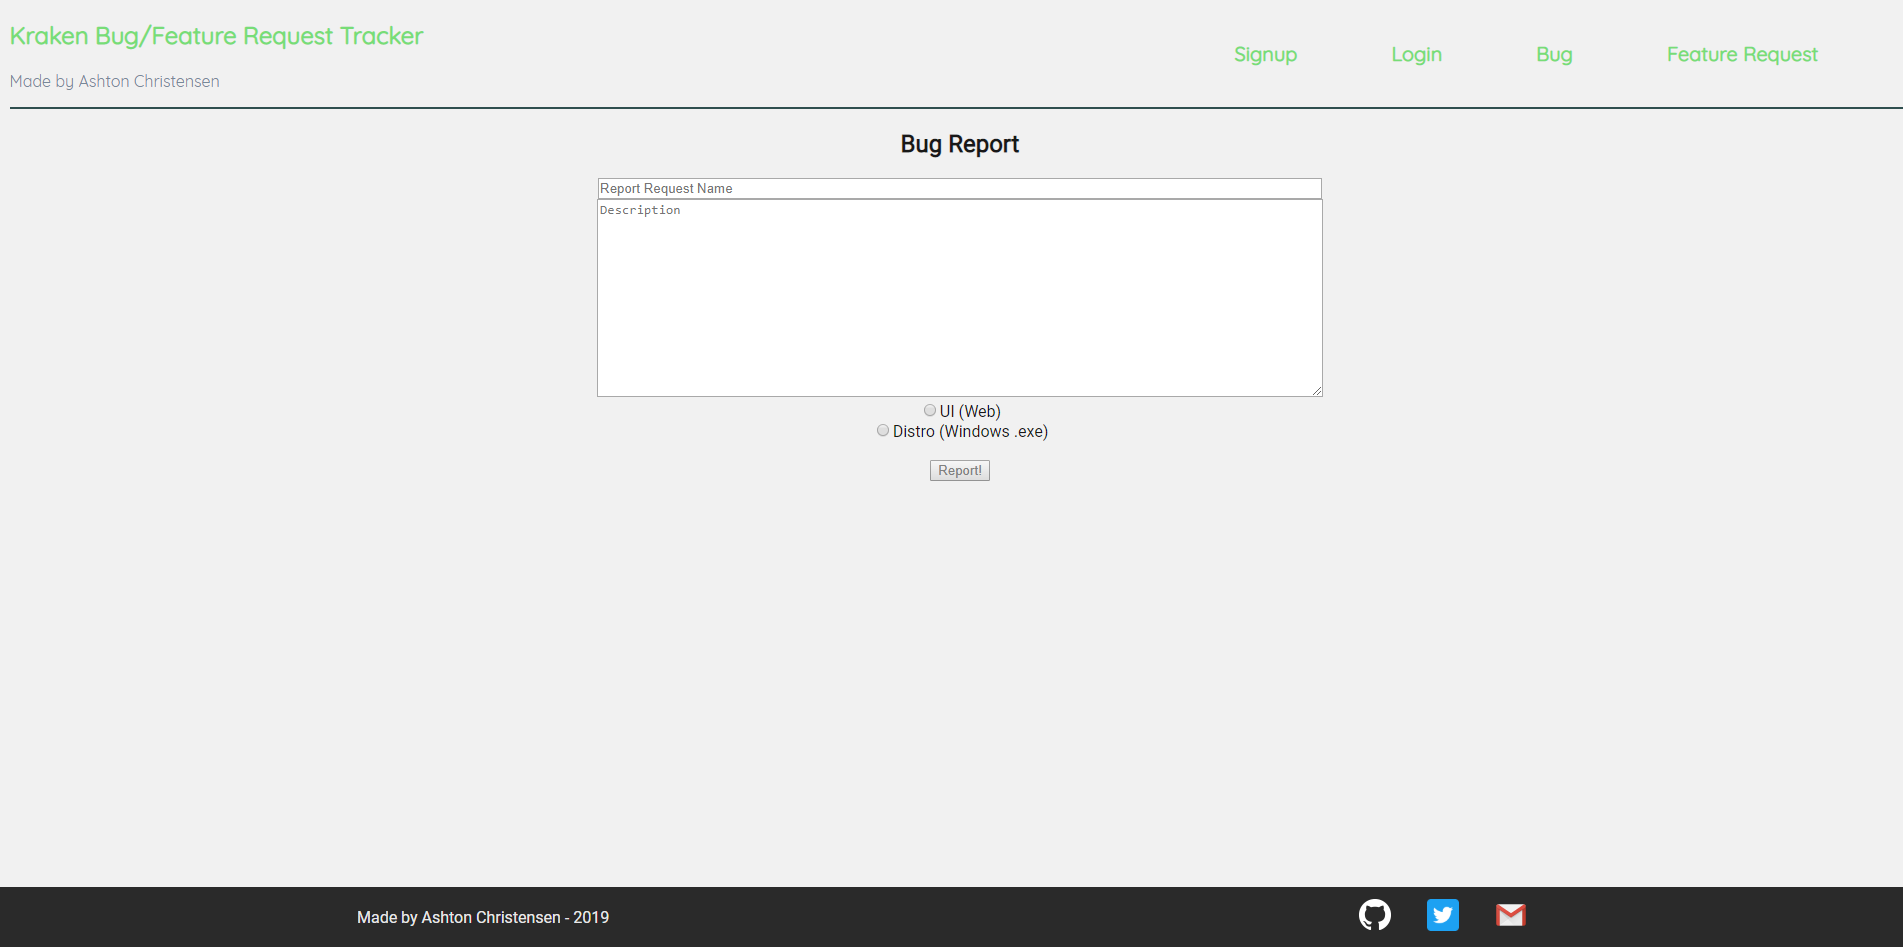 Kraken Bug/Feature Request Tracker
Made by Ashton Christensen
Signup Login Bug Feature Request
Bug Report
Report Request Name
Description
UI (Web)
Distro (Windows .exe)
Report!
Made by Ashton Christensen - 2019